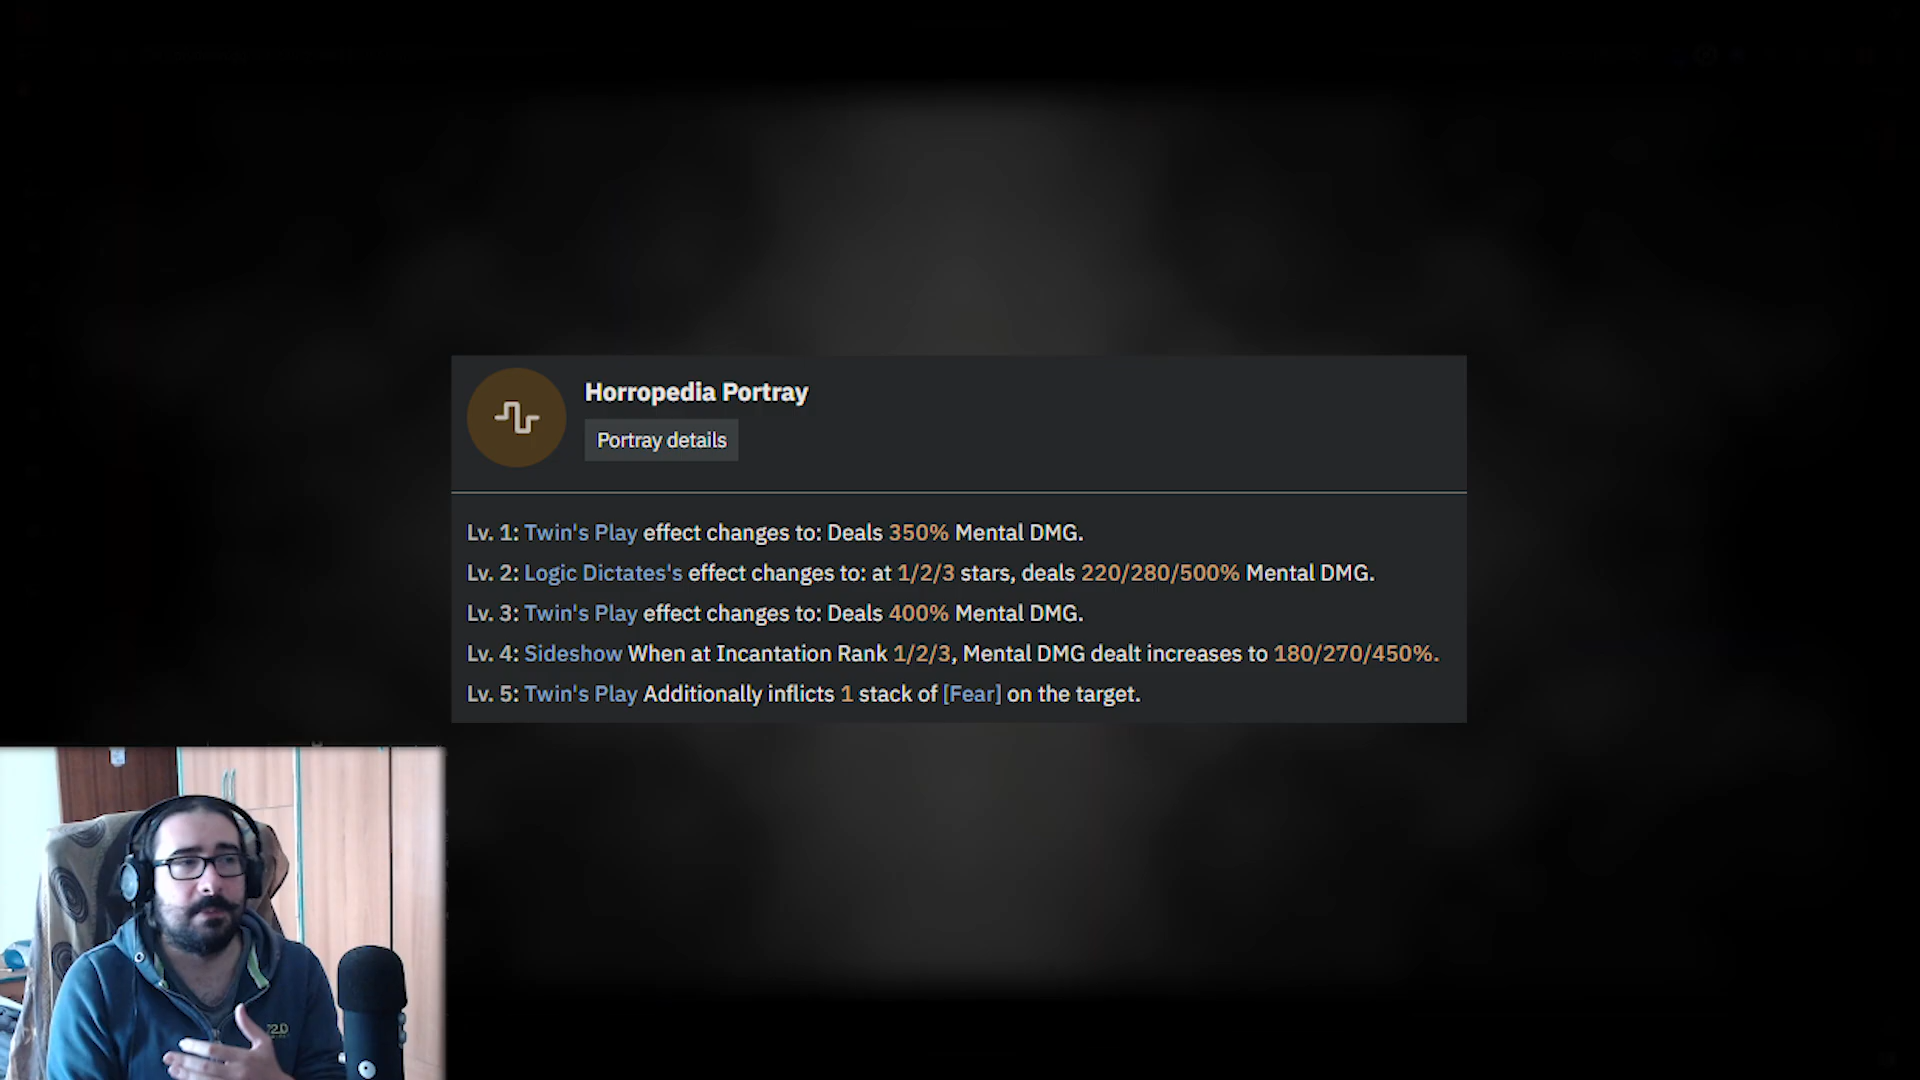 Horropedia Portray
Portray details
Lv. 1: Twin's Play effect changes to: Deals 350% Mental DMG.
Lv. 2: Logic Dictates's effect changes to: at 1/2/3 stars, deals 220/280/500% Mental DMG.
Lv. 3: Twin's Play effect changes to: Deals 400% Mental DMG.
Lv. 4: Sideshow When at Incantation Rank 1/2/3, Mental DMG dealt increases to 180/270/450%.
Lv. 5: Twin's Play Additionally inflicts 1 stack of [Fear] on the target.